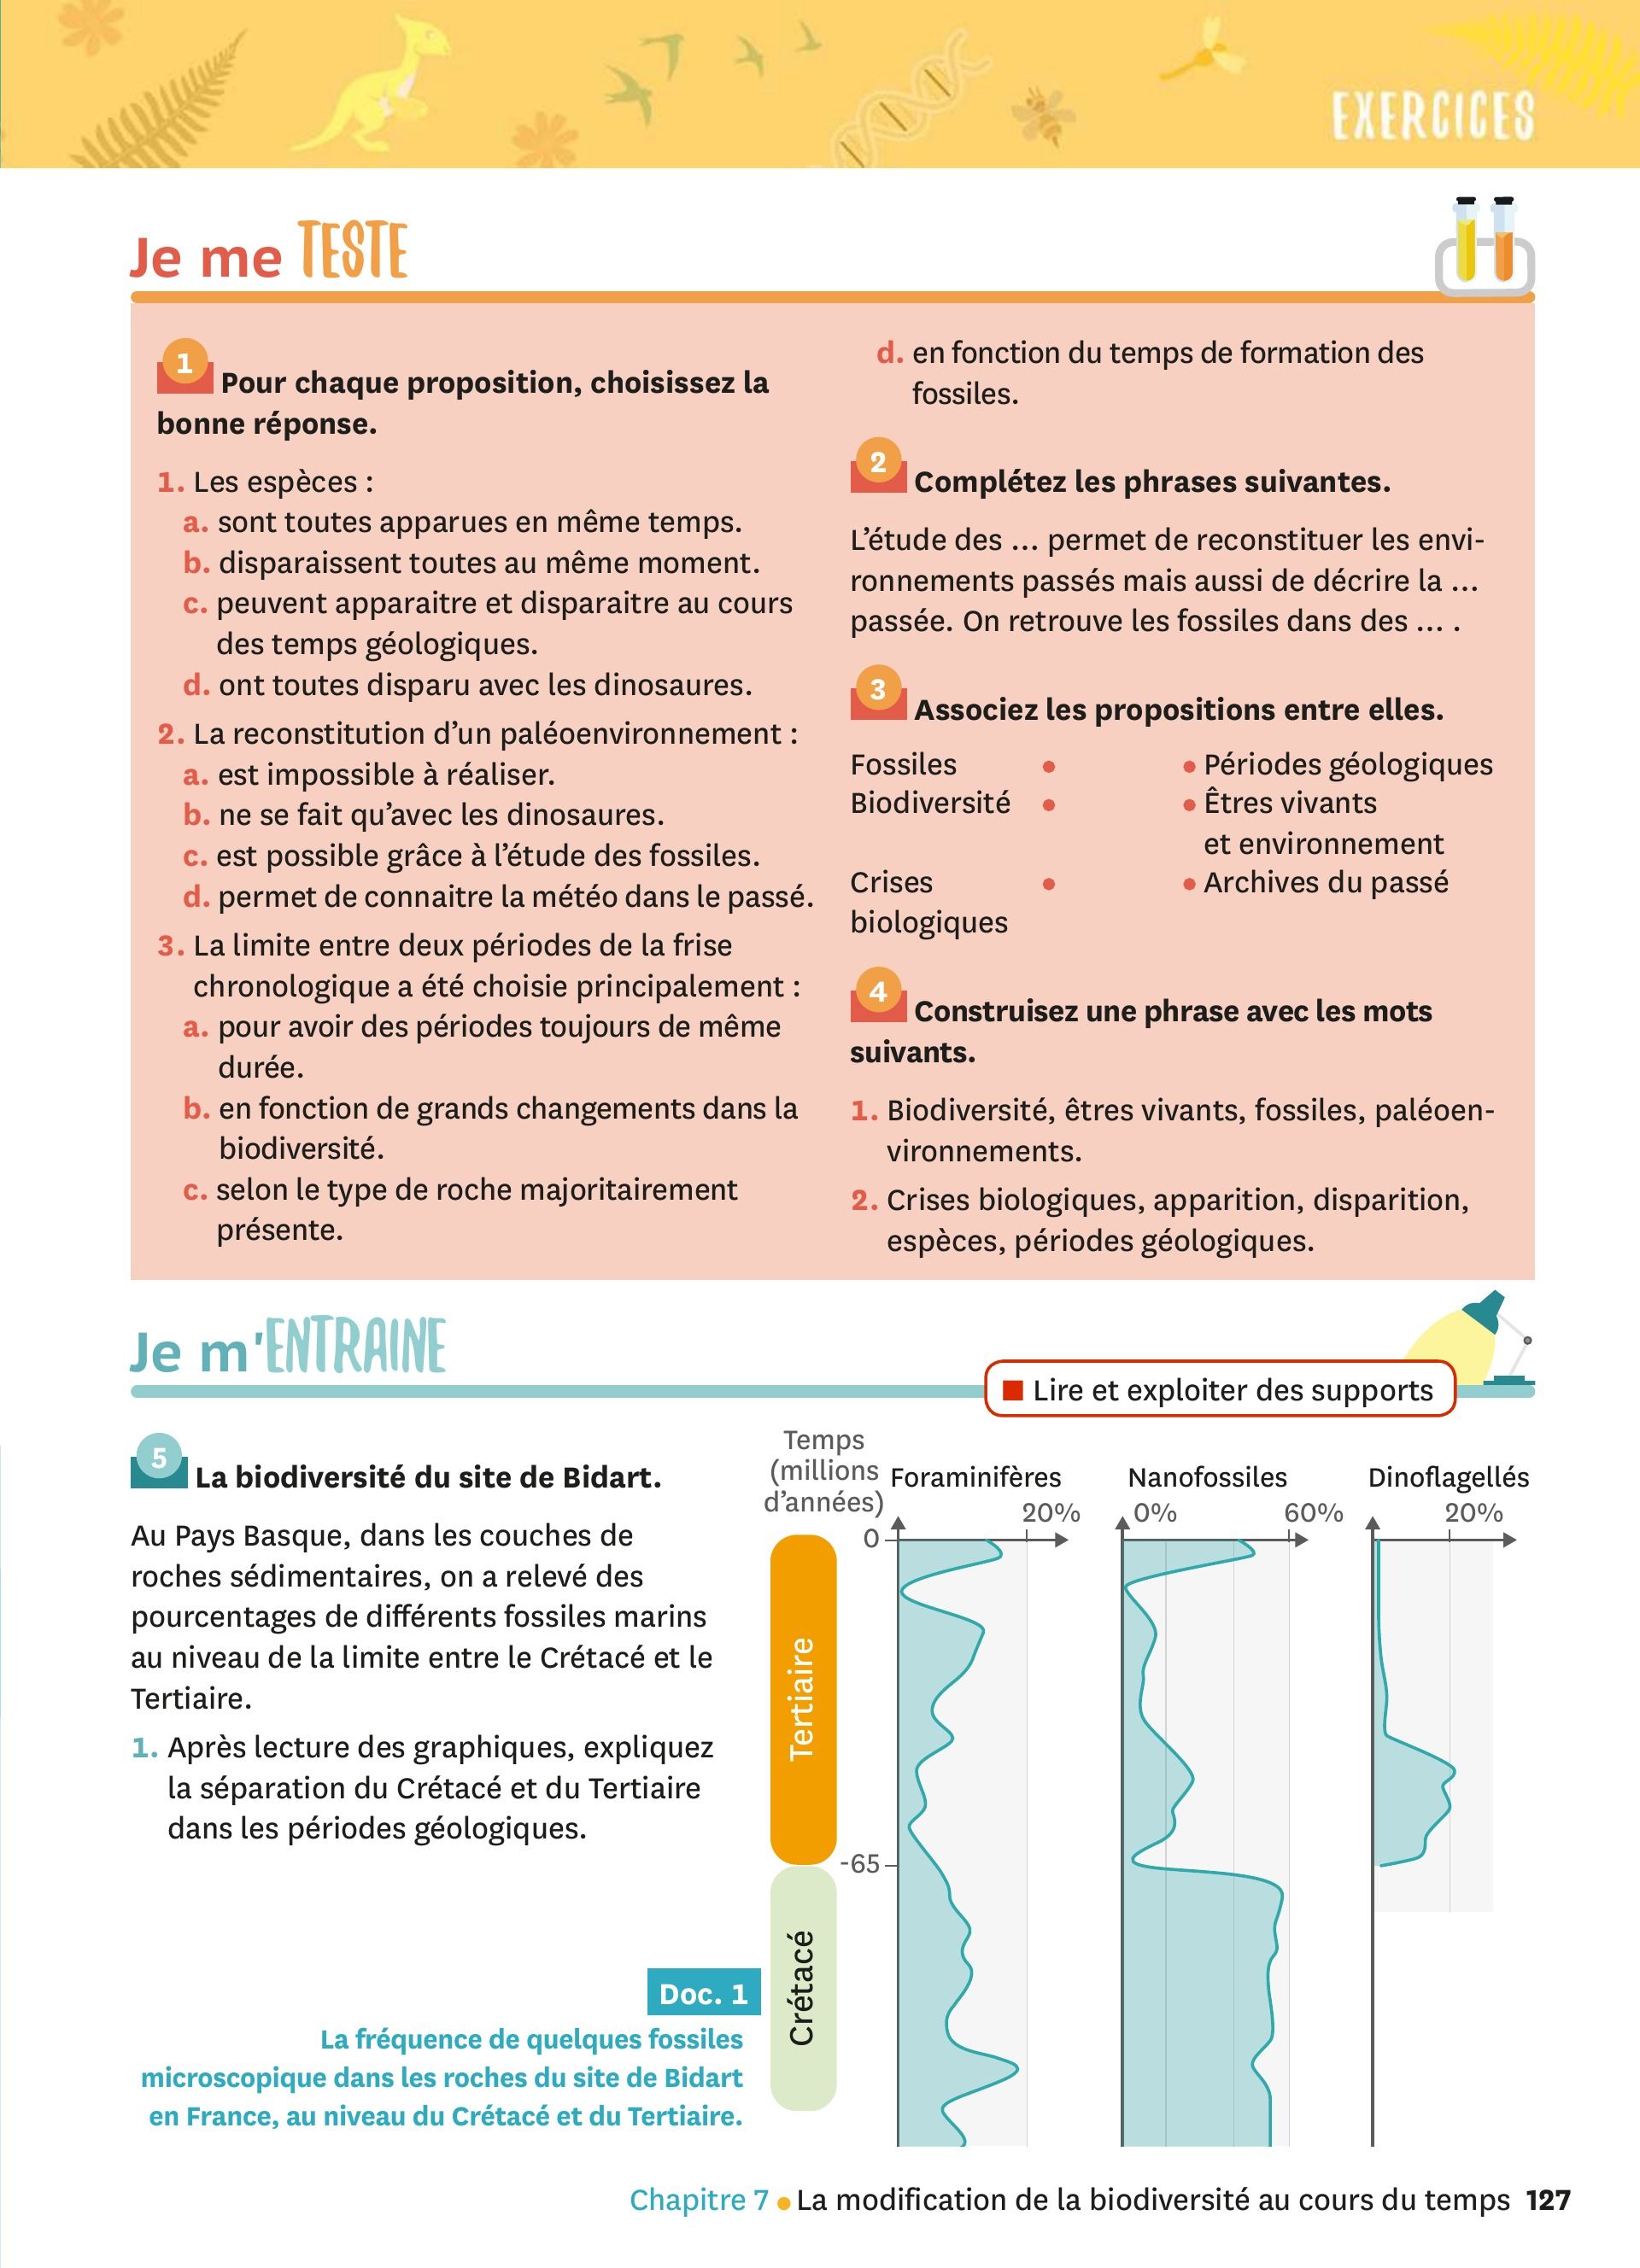 EXERCICES
Je me TESTE
1 Pour chaque proposition, choisissez la
bonne réponse.
1. Les espèces :
a. sont toutes apparues en même temps.
b. disparaissent toutes au même moment.
c. peuvent apparaitre et disparaitre au cours
des temps géologiques.
d. ont toutes disparu avec les dinosaures.
2. La reconstitution d’un paléoenvironnement :
a. est impossible à réaliser.
b. ne se fait qu’avec les dinosaures.
c. est possible grâce à l’étude des fossiles.
d. permet de connaitre la météo dans le passé.
3. La limite entre deux périodes de la frise
chronologique a été choisie principalement :
a. pour avoir des périodes toujours de même
durée.
b. en fonction de grands changements dans la
biodiversité.
c. selon le type de roche majoritairement
présente.
d. en fonction du temps de formation des
fossiles.
2 Complétez les phrases suivantes.
L’étude des ... permet de reconstituer les envi-
ronnements passés mais aussi de décrire la ...
passée. On retrouve les fossiles dans des ... .
3 Associez les propositions entre elles.
Fossiles • • Périodes géologiques
Biodiversité • • Êtres vivants
et environnement
Crises • • Archives du passé
biologiques
4 Construisez une phrase avec les mots
suivants.
1. Biodiversité, êtres vivants, fossiles, paléoen-
vironnements.
2. Crises biologiques, apparition, disparition,
espèces, périodes géologiques.
Je m'ENTRAINE
■ Lire et exploiter des supports
5 La biodiversité du site de Bidart.
Au Pays Basque, dans les couches de
roches sédimentaires, on a relevé des
pourcentages de différents fossiles marins
au niveau de la limite entre le Crétacé et le
Tertiaire.
1. Après lecture des graphiques, expliquez
la séparation du Crétacé et du Tertiaire
dans les périodes géologiques.
Doc. 1
La fréquence de quelques fossiles
microscopique dans les roches du site de Bidart
en France, au niveau du Crétacé et du Tertiaire.
Temps
(millions
d’années)
Foraminifères Nanofossiles Dinoflagellés
20% 0% 60% 20%
0
Tertiaire
-65
Crétacé
Chapitre 7 • La modification de la biodiversité au cours du temps 127